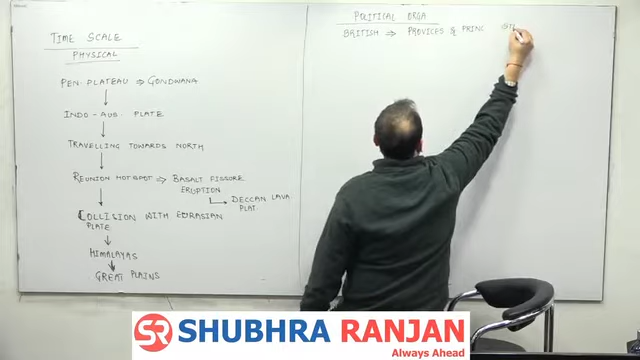 TIME SCALE
PHYSICAL
PEN. PLATEAU ⇒ GONDWANA
INDO - AUS. PLATE
TRAVELLING TOWARDS NORTH
REUNION HOTSPOT ⇒ BASALT FISSURE
ERUPTION
DECCAN LAVA
PLAT.
COLLISION WITH EURASIAN
PLATE
HIMALAYAS
GREAT PLAINS
POLITICAL ORGA
BRITISH ⇒ PROVICES & PRINC
SR SHUBHRA RANJAN
Always Ahead